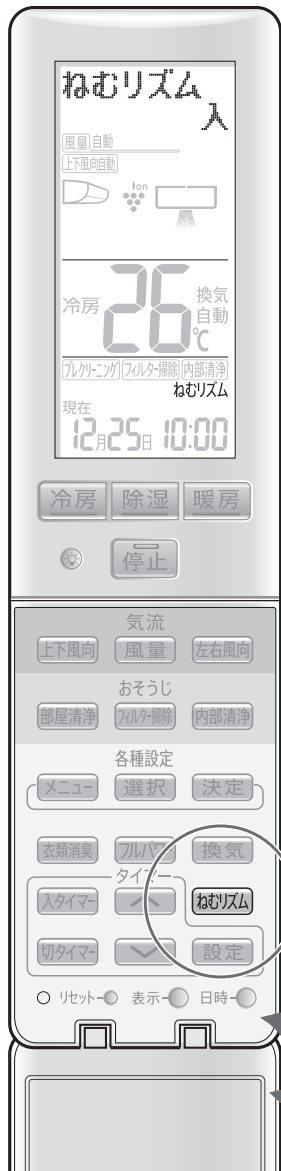 ねむリズム
入
風量 自動
上下風向自動
ion
冷房 26℃ 換気自動
プレクリーニング フィルター掃除 内部清浄
ねむリズム
現在
12月25日 10:00
冷房 除湿 暖房
停止
気流
上下風向 風量 左右風向
おそうじ
部屋清浄 フィルター掃除 内部清浄
各種設定
メニュー 選択 決定
衣類消臭 フルパワー 換気
タイマー
入タイマー ねむリズム
切タイマー 設定
リセット 表示 日時